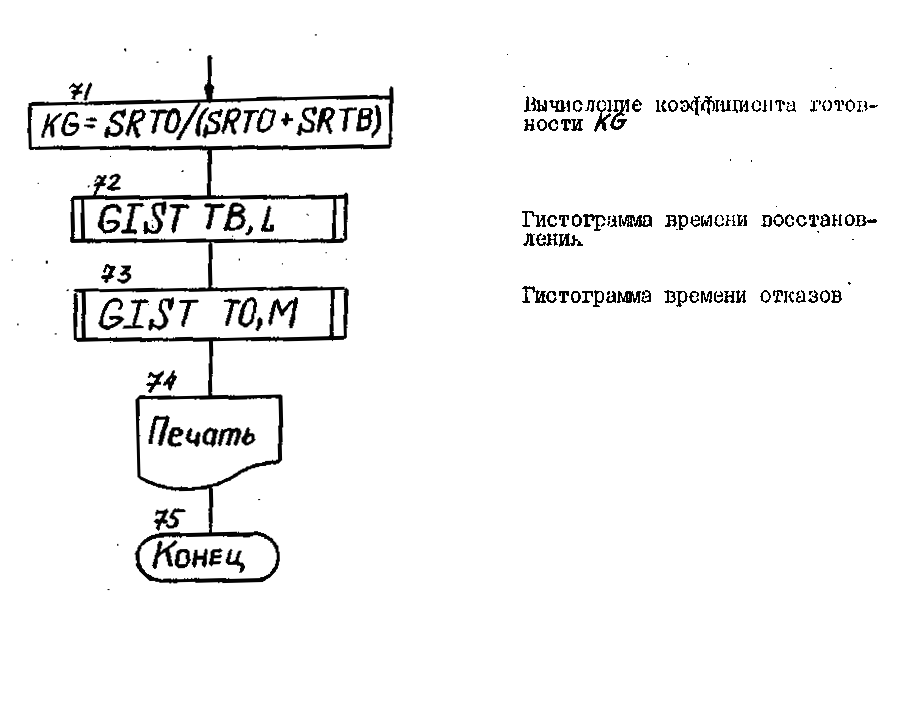 71
KG = SRTO/(SRTO + SRTB)
Вычисление коэффициента готов-
ности KG
72
GIST TB, L
Гистограмма времени восстанов-
ления
73
GIST TO, M
Гистограмма времени отказов
74
Печать
75
Конец